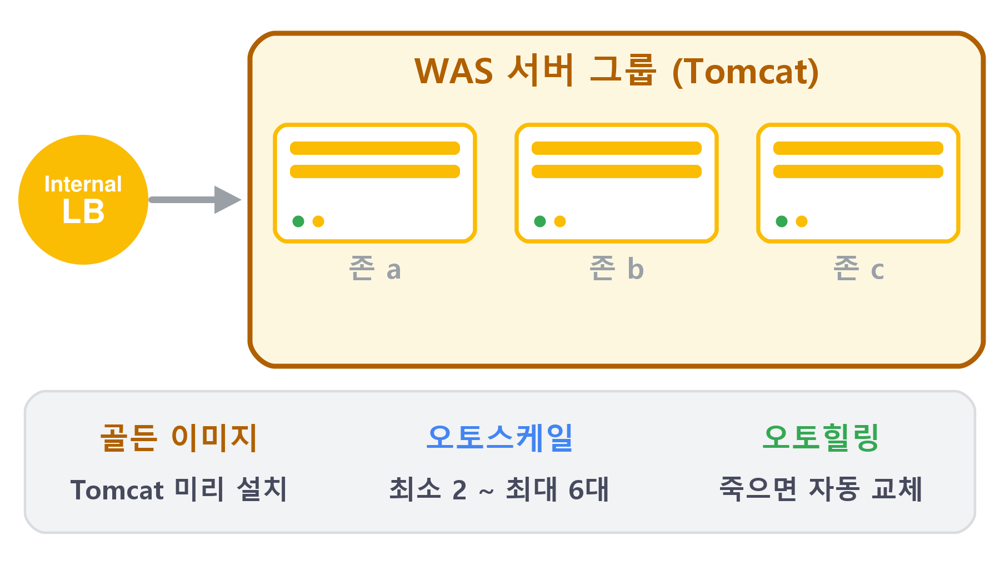 WAS 서버 그룹 (Tomcat)
Internal
LB
존 a
존 b
존 c
골든 이미지
Tomcat 미리 설치
오토스케일
최소 2 ~ 최대 6대
오토힐링
죽으면 자동 교체